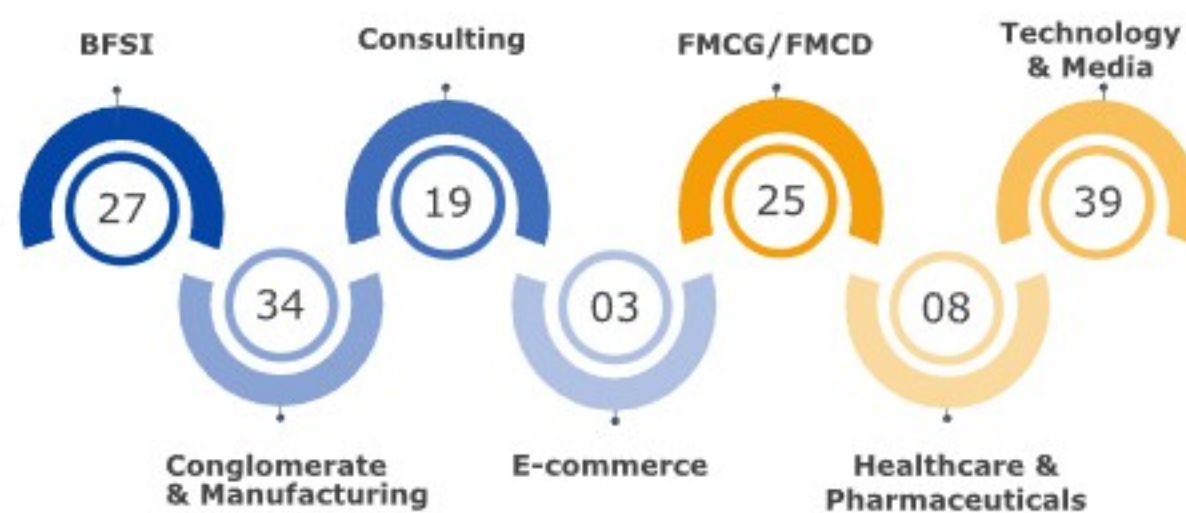 BFSI
Consulting
FMCG/FMCD
Technology
& Media
27
19
25
39
34
03
08
Conglomerate
& Manufacturing
E-commerce
Healthcare &
Pharmaceuticals